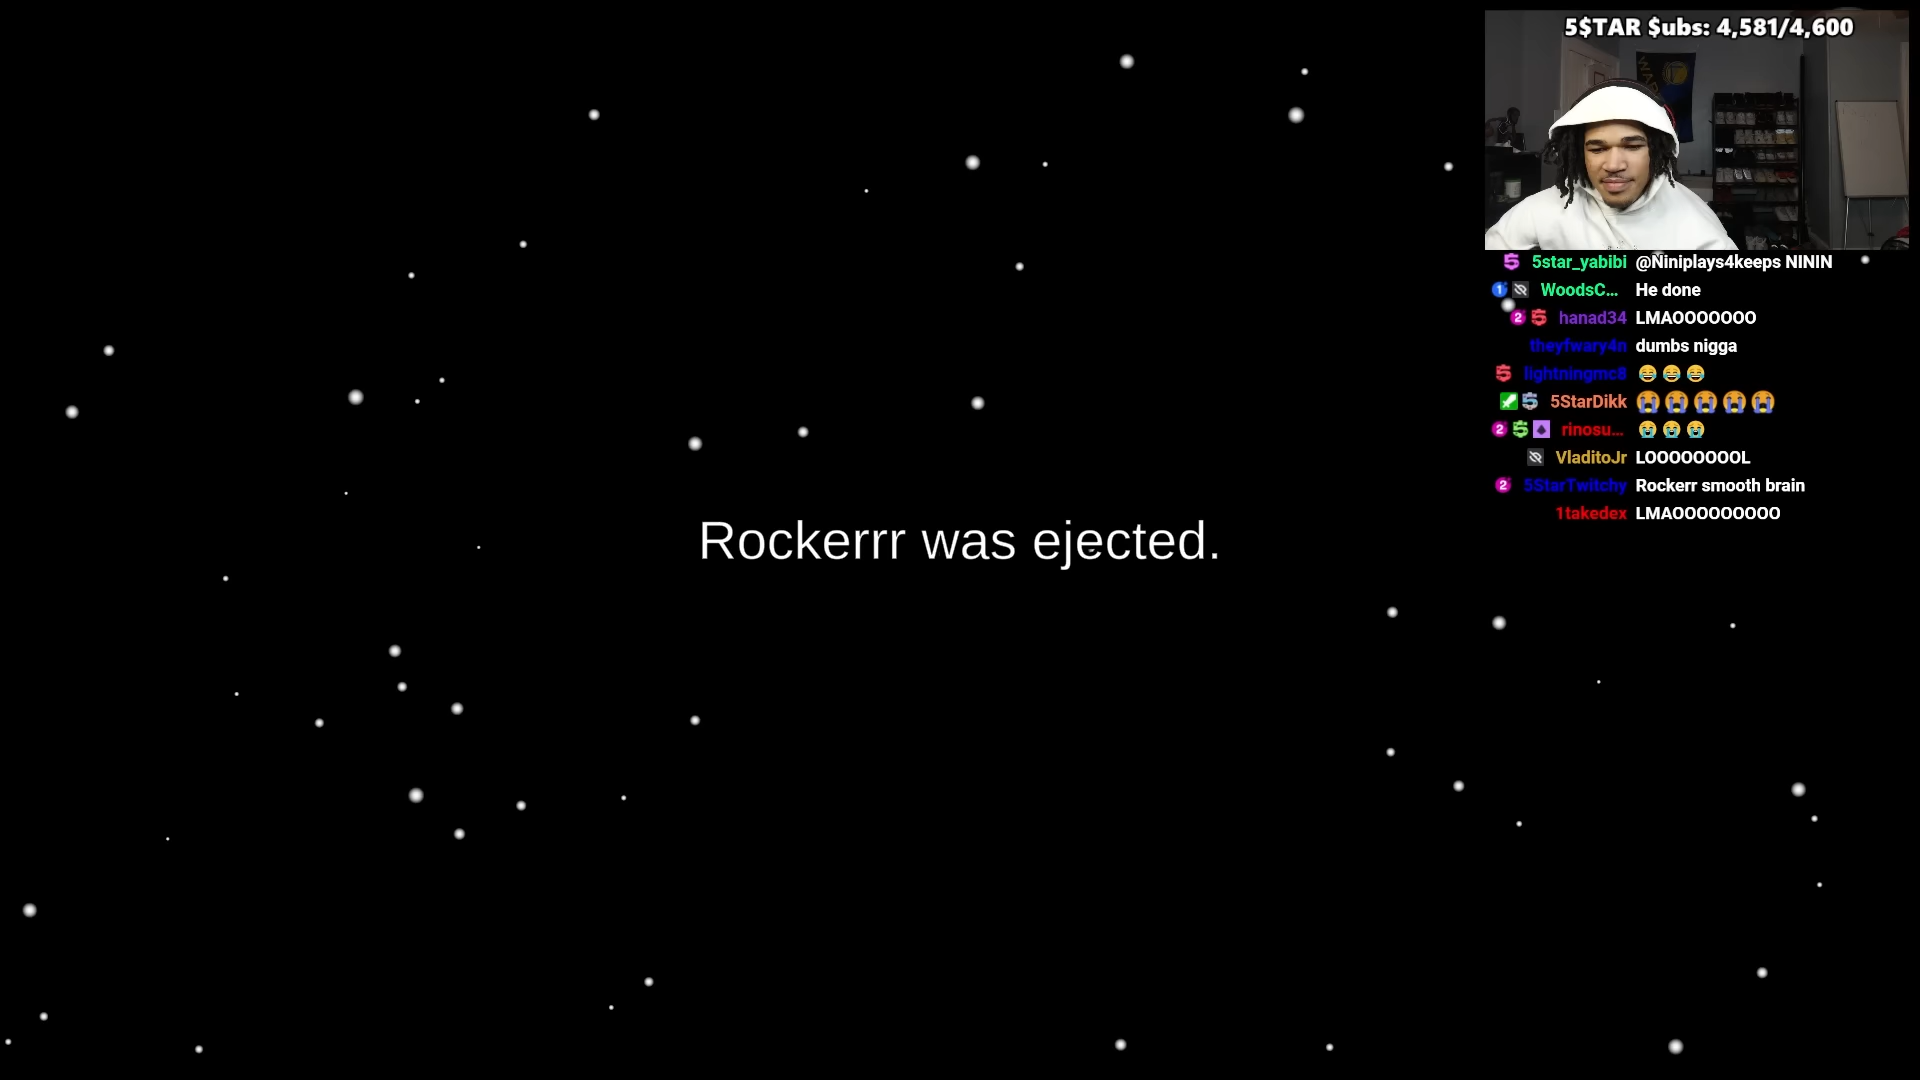 5$TAR $ubs: 4,581/4,600
5star_yabibi @Niniplays4keeps NININ
WoodsC... He done
hanad34 LMAOOOOOOO
theyfwary4n dumbs nigga
lightningmc8 😂😂😂
5StarDikk 😭😭😭😭😭
rinosu... 😭😭😭
VladitoJr LOOOOOOOOL
5StarTwitchy Rockerr smooth brain
1takedex LMAOOOOOOOOO
Rockerrr was ejected.